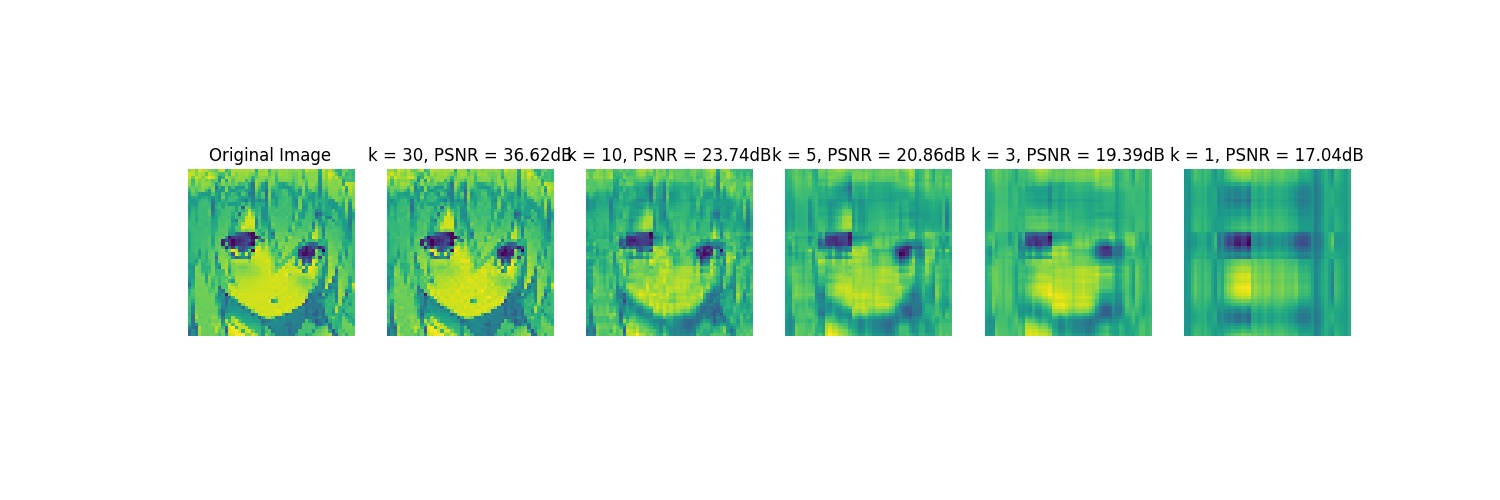 Original Image
k = 30, PSNR = 36.62dB
k = 10, PSNR = 23.74dB
k = 5, PSNR = 20.86dB
k = 3, PSNR = 19.39dB
k = 1, PSNR = 17.04dB